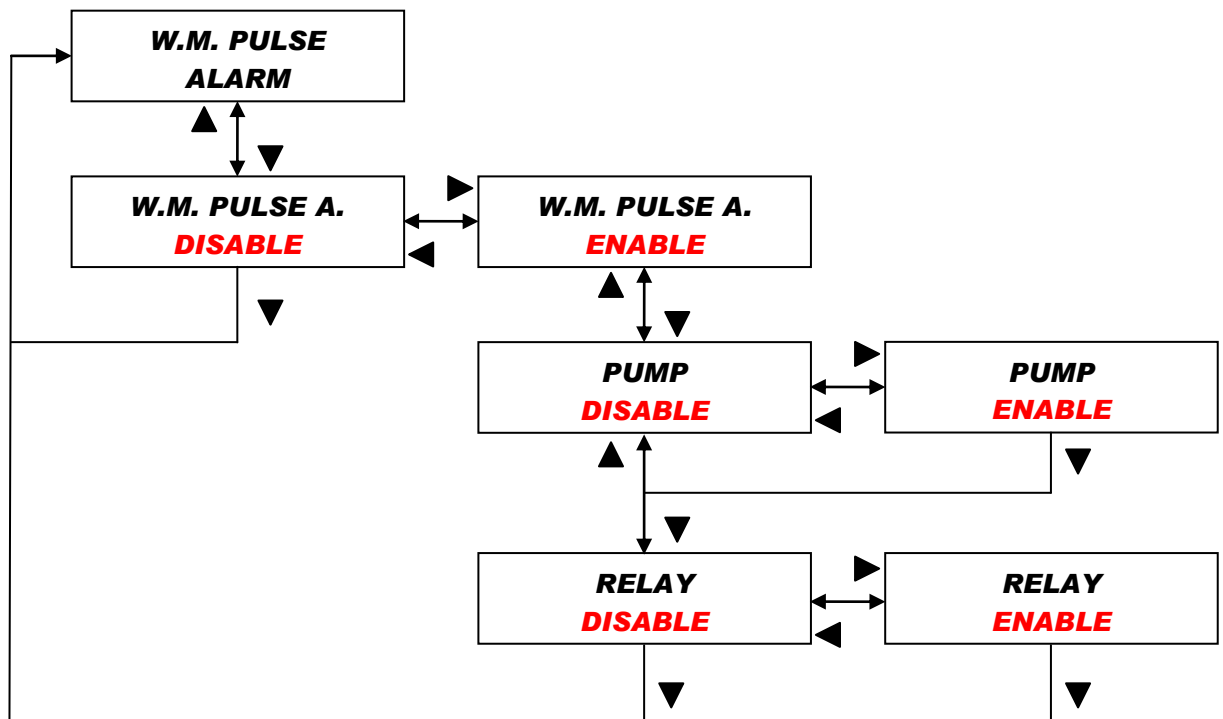 W.M. PULSE
ALARM
W.M. PULSE A.
DISABLE
W.M. PULSE A.
ENABLE
PUMP
DISABLE
PUMP
ENABLE
RELAY
DISABLE
RELAY
ENABLE